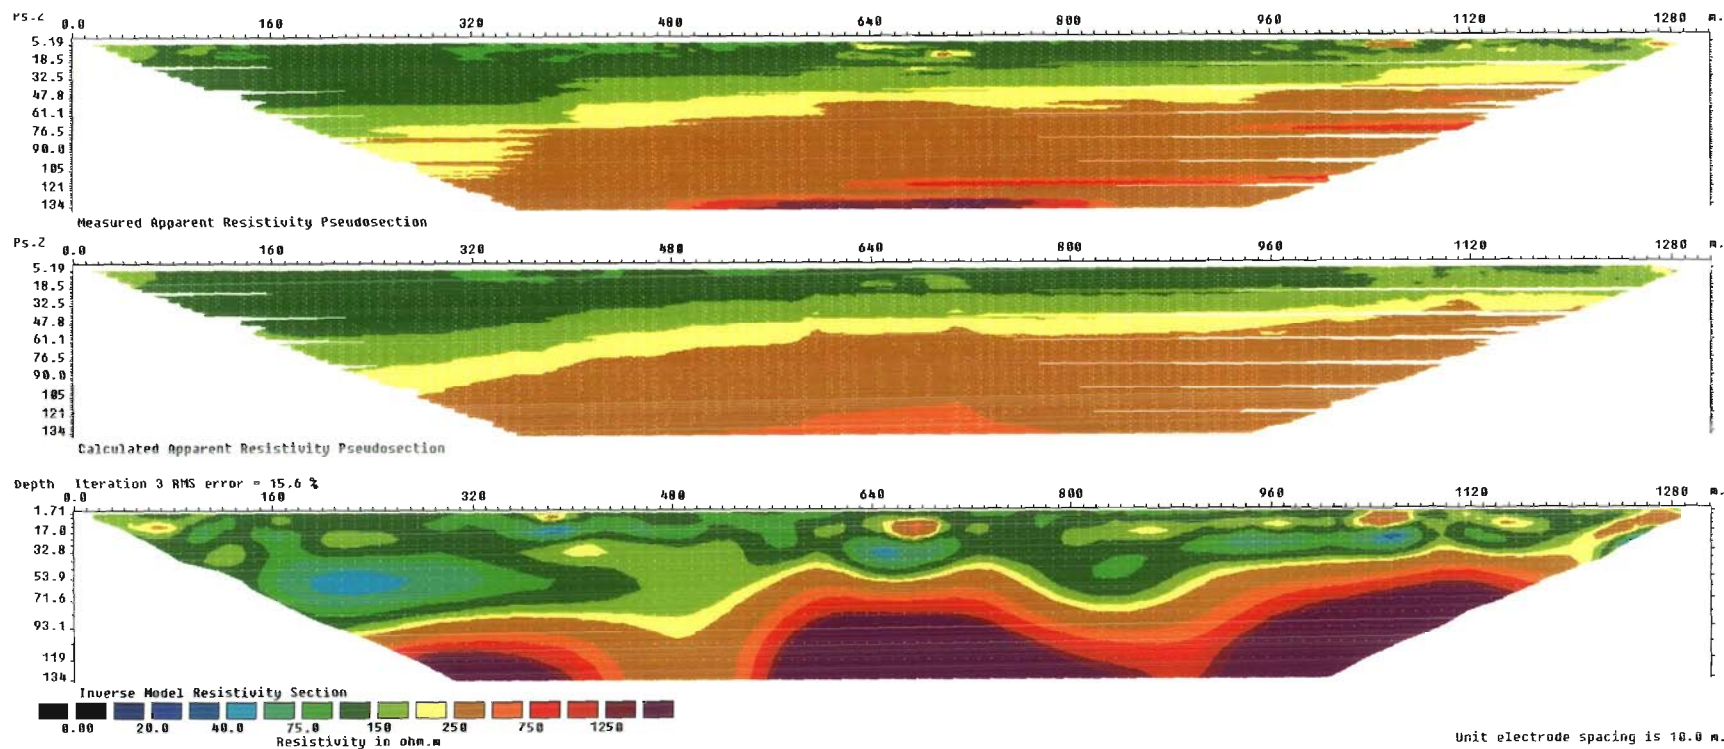 Ps.Z 0.0 160 320 480 640 800 960 1120 1280 m.
5.19
18.5
32.5
47.8
61.1
76.5
90.0
105
121
134
Measured Apparent Resistivity Pseudosection
Ps.Z 0.0 160 320 480 640 800 960 1120 1280 m.
5.19
18.5
32.5
47.8
61.1
76.5
90.0
105
121
134
Calculated Apparent Resistivity Pseudosection
Depth Iteration 3 RMS error = 15.6 %
0.0 160 320 480 640 800 960 1120 1280 m.
1.71
17.0
32.8
53.9
71.6
93.1
119
134
Inverse Model Resistivity Section
0.00 20.0 40.0 75.0 150 250 750 1250
Resistivity in ohm.m
Unit electrode spacing is 10.0 m.